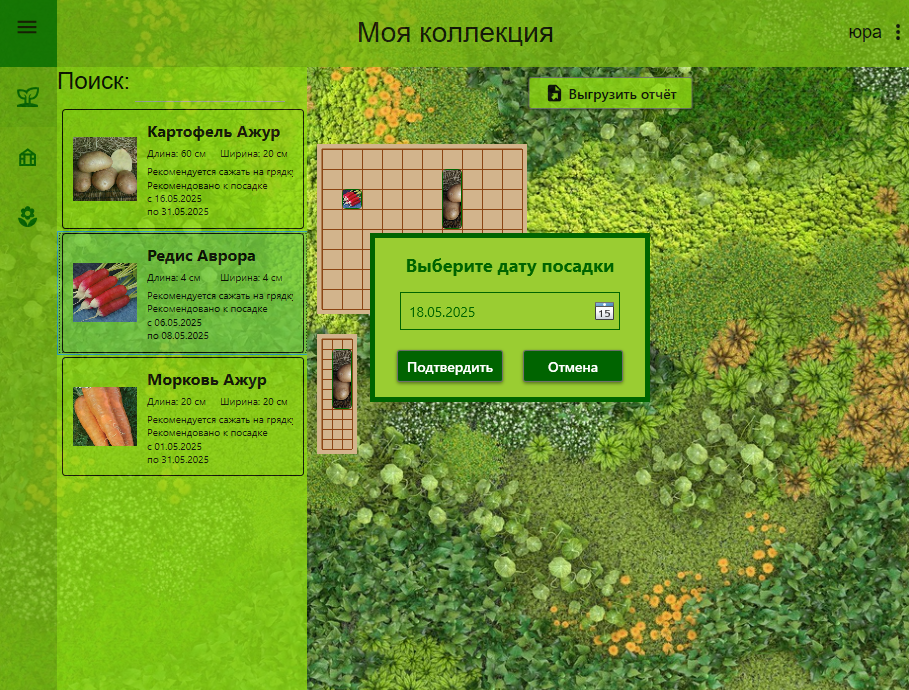 Моя коллекция
юра
Поиск:
Выгрузить отчёт
Картофель Ажур
Длина: 60 см Ширина: 20 см
Рекомендуется сажать на грядку
Рекомендовано к посадке
с 16.05.2025
по 31.05.2025
Редис Аврора
Длина: 4 см Ширина: 4 см
Рекомендуется сажать на грядку
Рекомендовано к посадке
с 06.05.2025
по 08.05.2025
Морковь Ажур
Длина: 20 см Ширина: 20 см
Рекомендуется сажать на грядку
Рекомендовано к посадке
с 01.05.2025
по 31.05.2025
Выберите дату посадки
18.05.2025
15
Подтвердить Отмена